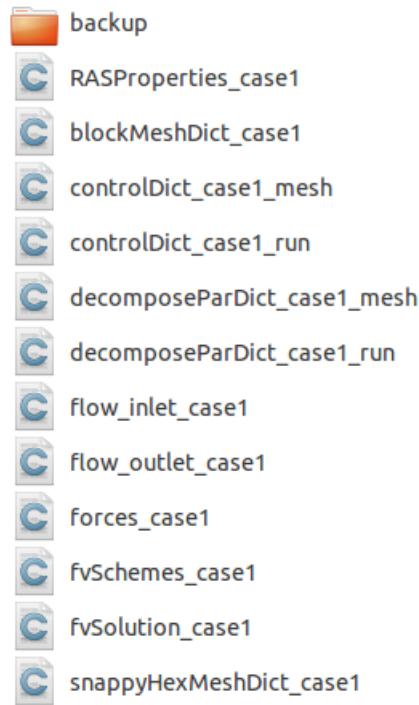 backup
RASProperties_case1
blockMeshDict_case1
controlDict_case1_mesh
controlDict_case1_run
decomposeParDict_case1_mesh
decomposeParDict_case1_run
flow_inlet_case1
flow_outlet_case1
forces_case1
fvSchemes_case1
fvSolution_case1
snappyHexMeshDict_case1